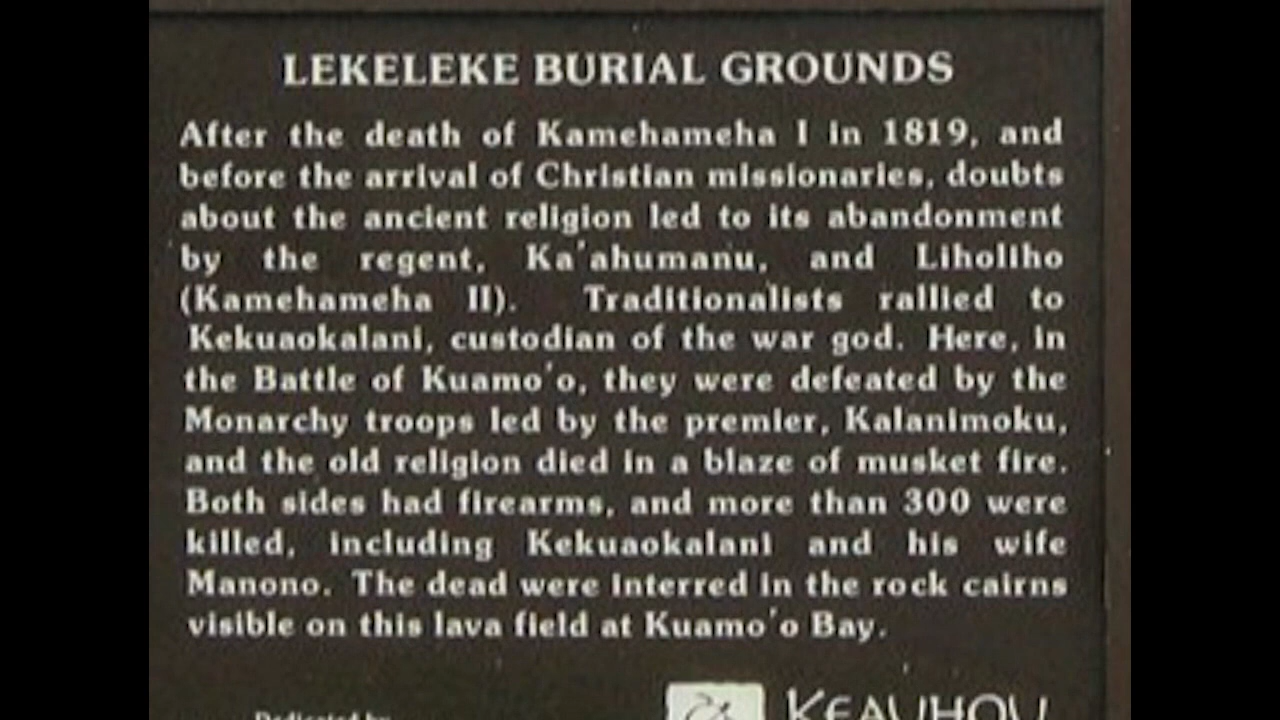 LEKELEKE BURIAL GROUNDS
After the death of Kamehameha I in 1819, and
before the arrival of Christian missionaries, doubts
about the ancient religion led to its abandonment
by the regent, Ka'ahumanu, and Liholiho
(Kamehameha II). Traditionalists rallied to
Kekuaokalani, custodian of the war god. Here, in
the Battle of Kuamo'o, they were defeated by the
Monarchy troops led by the premier, Kalanimoku,
and the old religion died in a blaze of musket fire.
Both sides had firearms, and more than 300 were
killed, including Kekuaokalani and his wife
Manono. The dead were interred in the rock cairns
visible on this lava field at Kuamo'o Bay.
Dedicated by
KEAUHOU